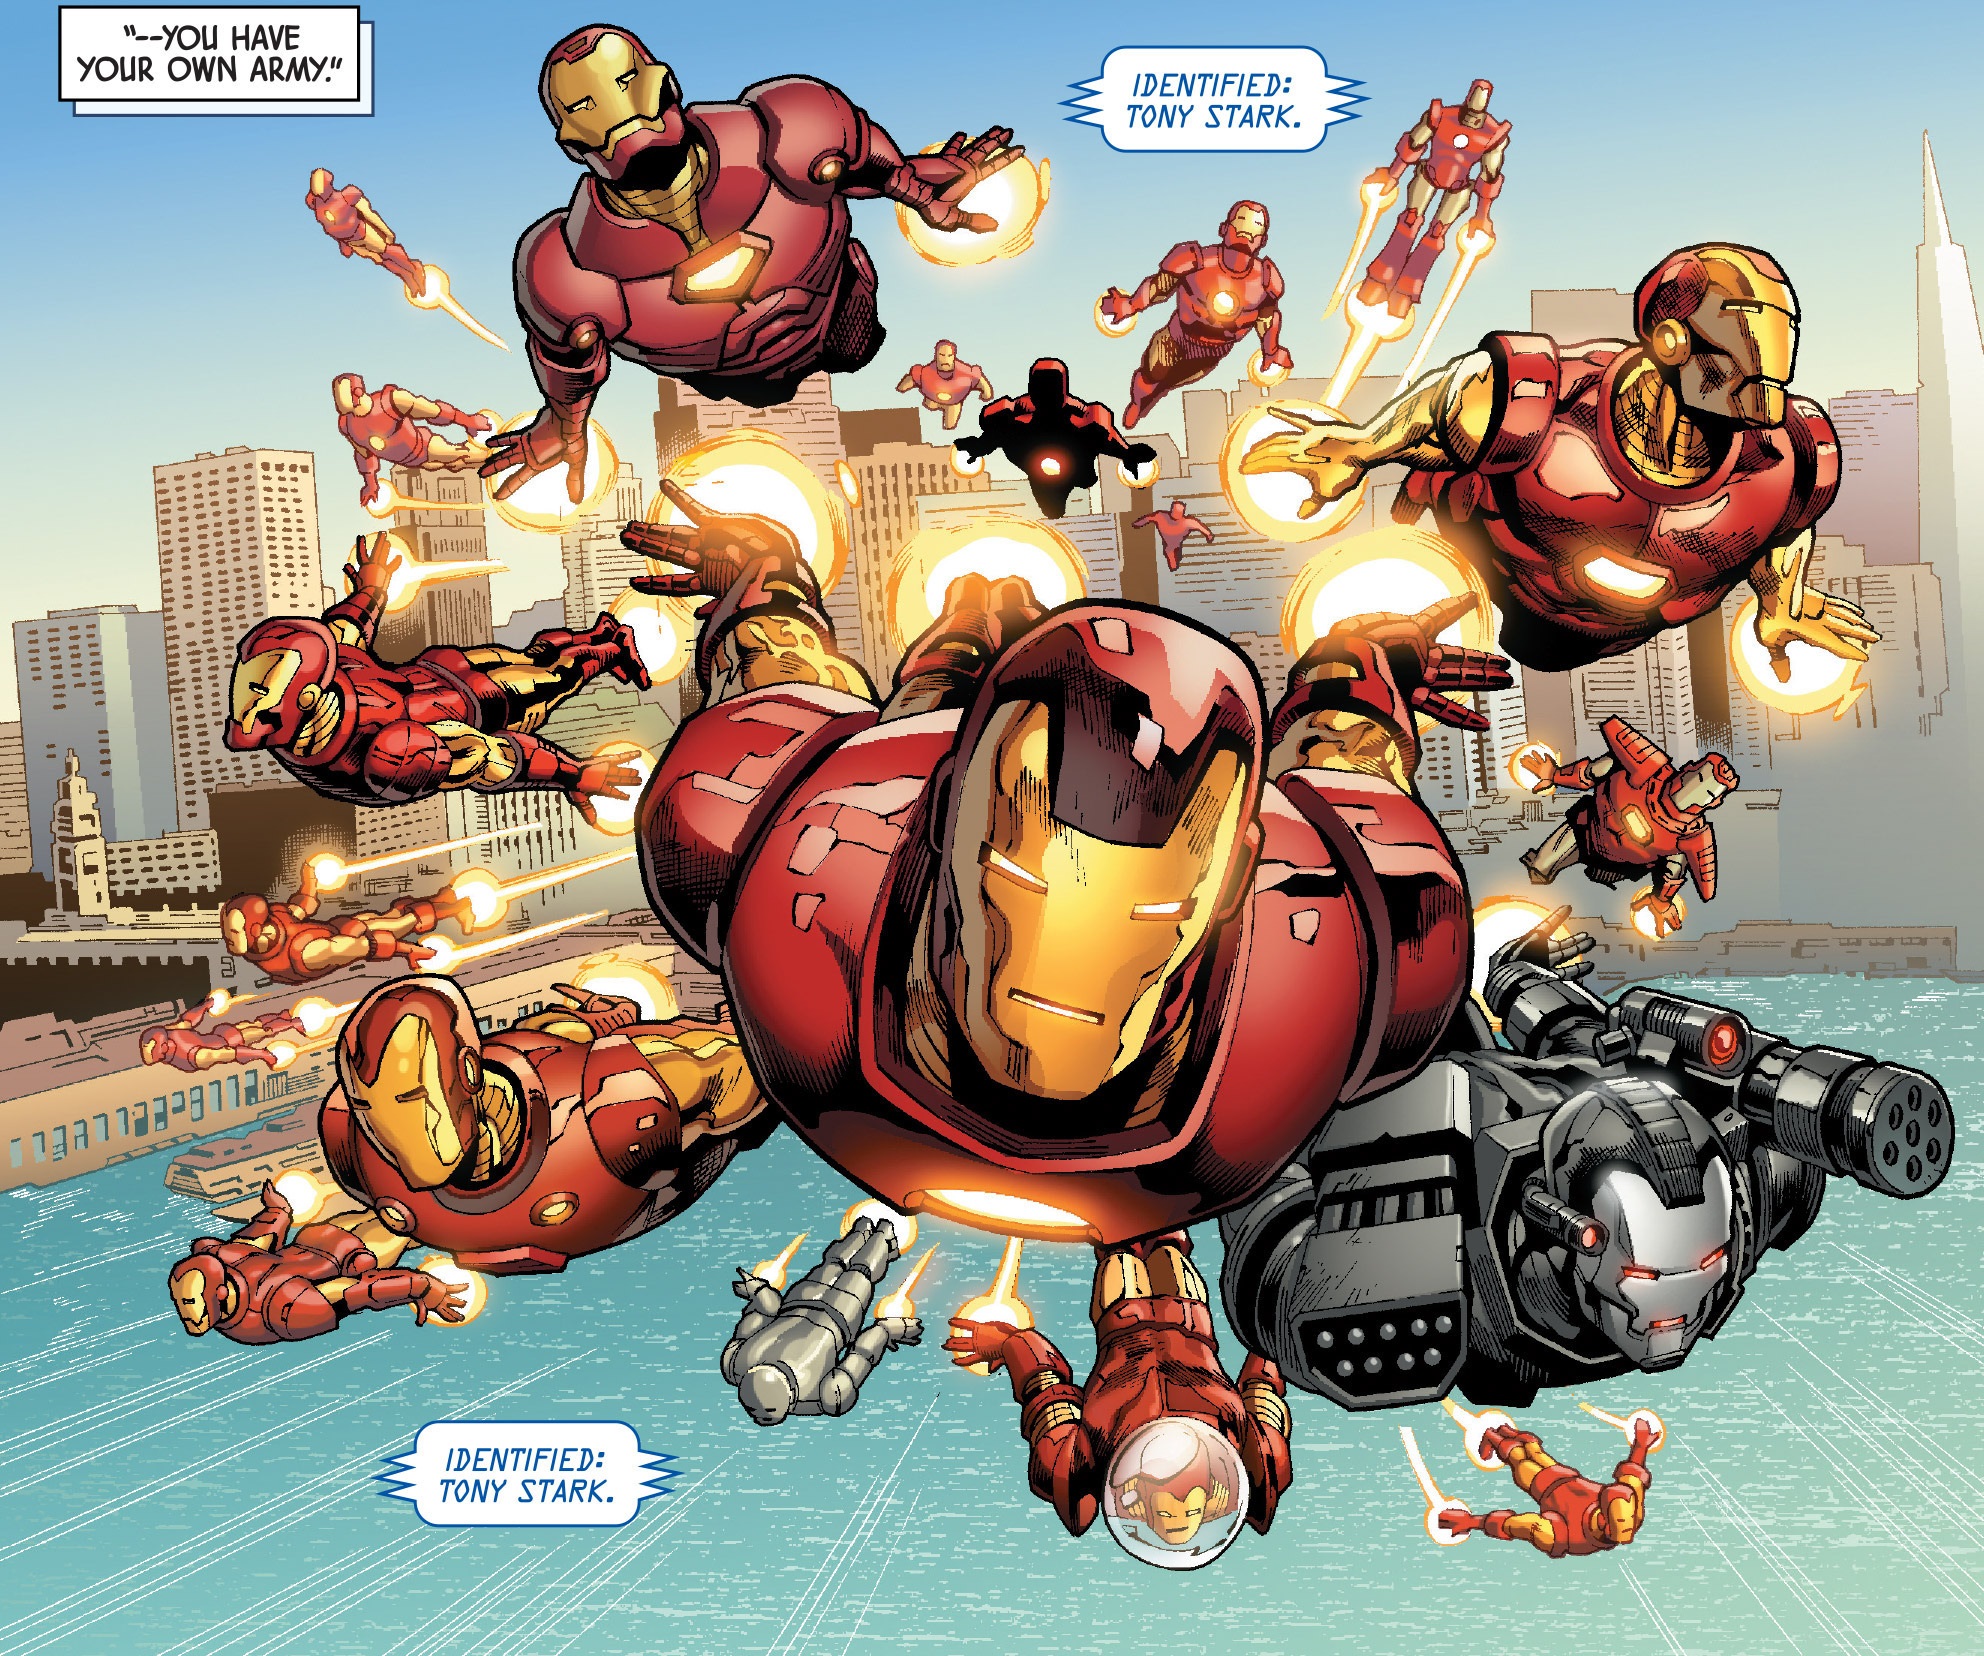 "--YOU HAVE
YOUR OWN ARMY."
IDENTIFIED:
TONY STARK.
IDENTIFIED:
TONY STARK.